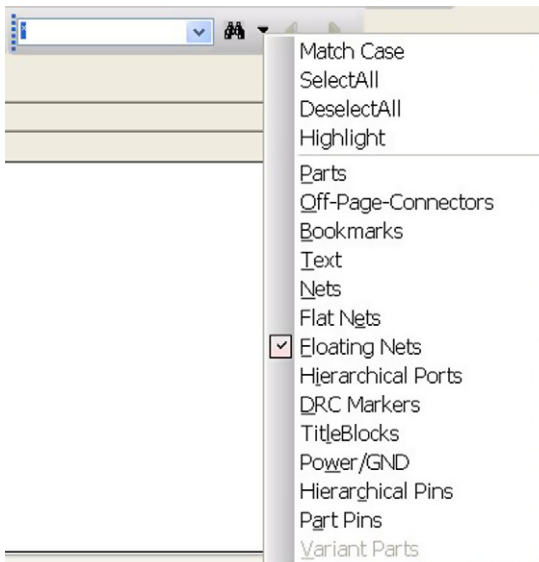 *
Match Case
SelectAll
DeselectAll
Highlight
Parts
Off-Page-Connectors
Bookmarks
Text
Nets
Flat Nets
Floating Nets
Hierarchical Ports
DRC Markers
TitleBlocks
Power/GND
Hierarchical Pins
Part Pins
Variant Parts